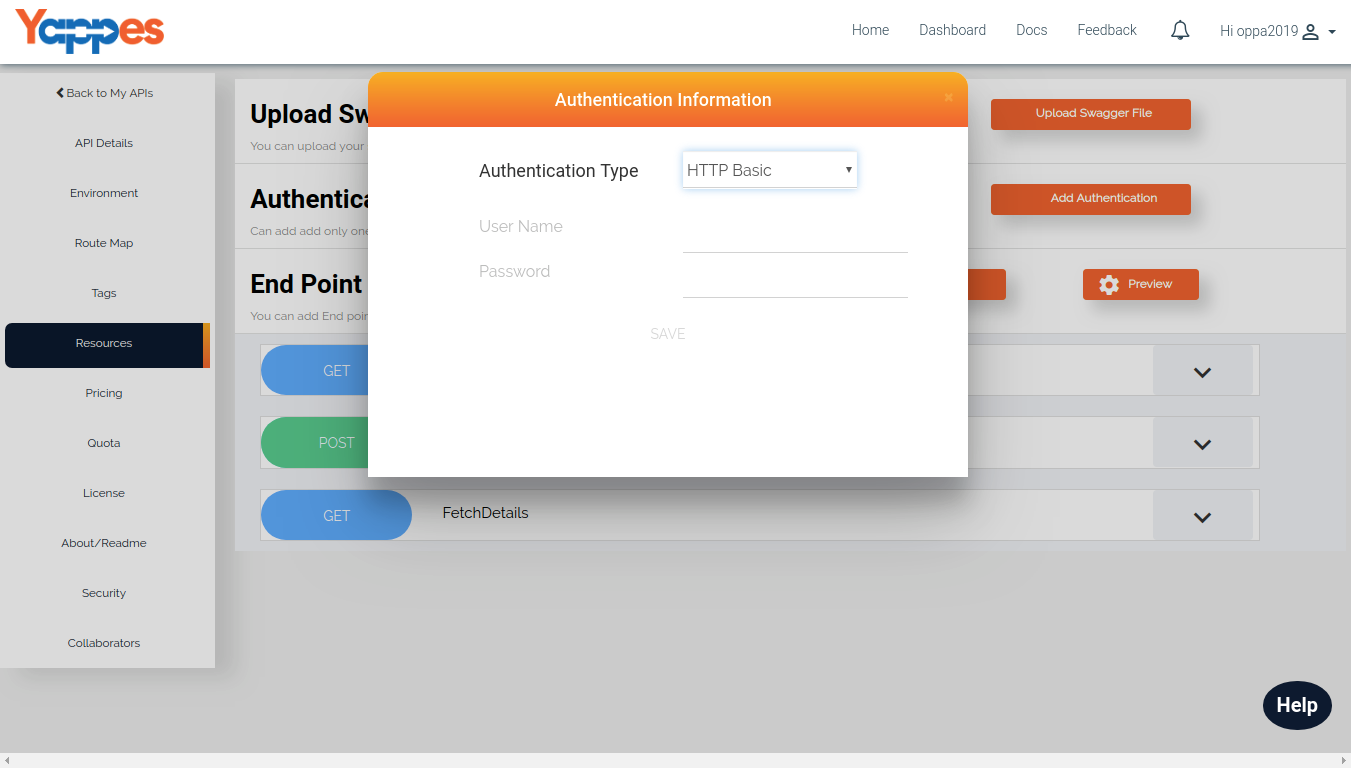 Yappes
Home
Dashboard
Docs
Feedback
Hi oppa2019
Back to My APIs
API Details
Environment
Route Map
Tags
Resources
Pricing
Quota
License
About/Readme
Security
Collaborators
Upload Sw
You can upload your
Upload Swagger File
Authentica
Can add add only one
Add Authentication
End Point
You can add End poin
Preview
GET
POST
GET
FetchDetails
Authentication Information
Authentication Type
HTTP Basic
User Name
Password
SAVE
Help